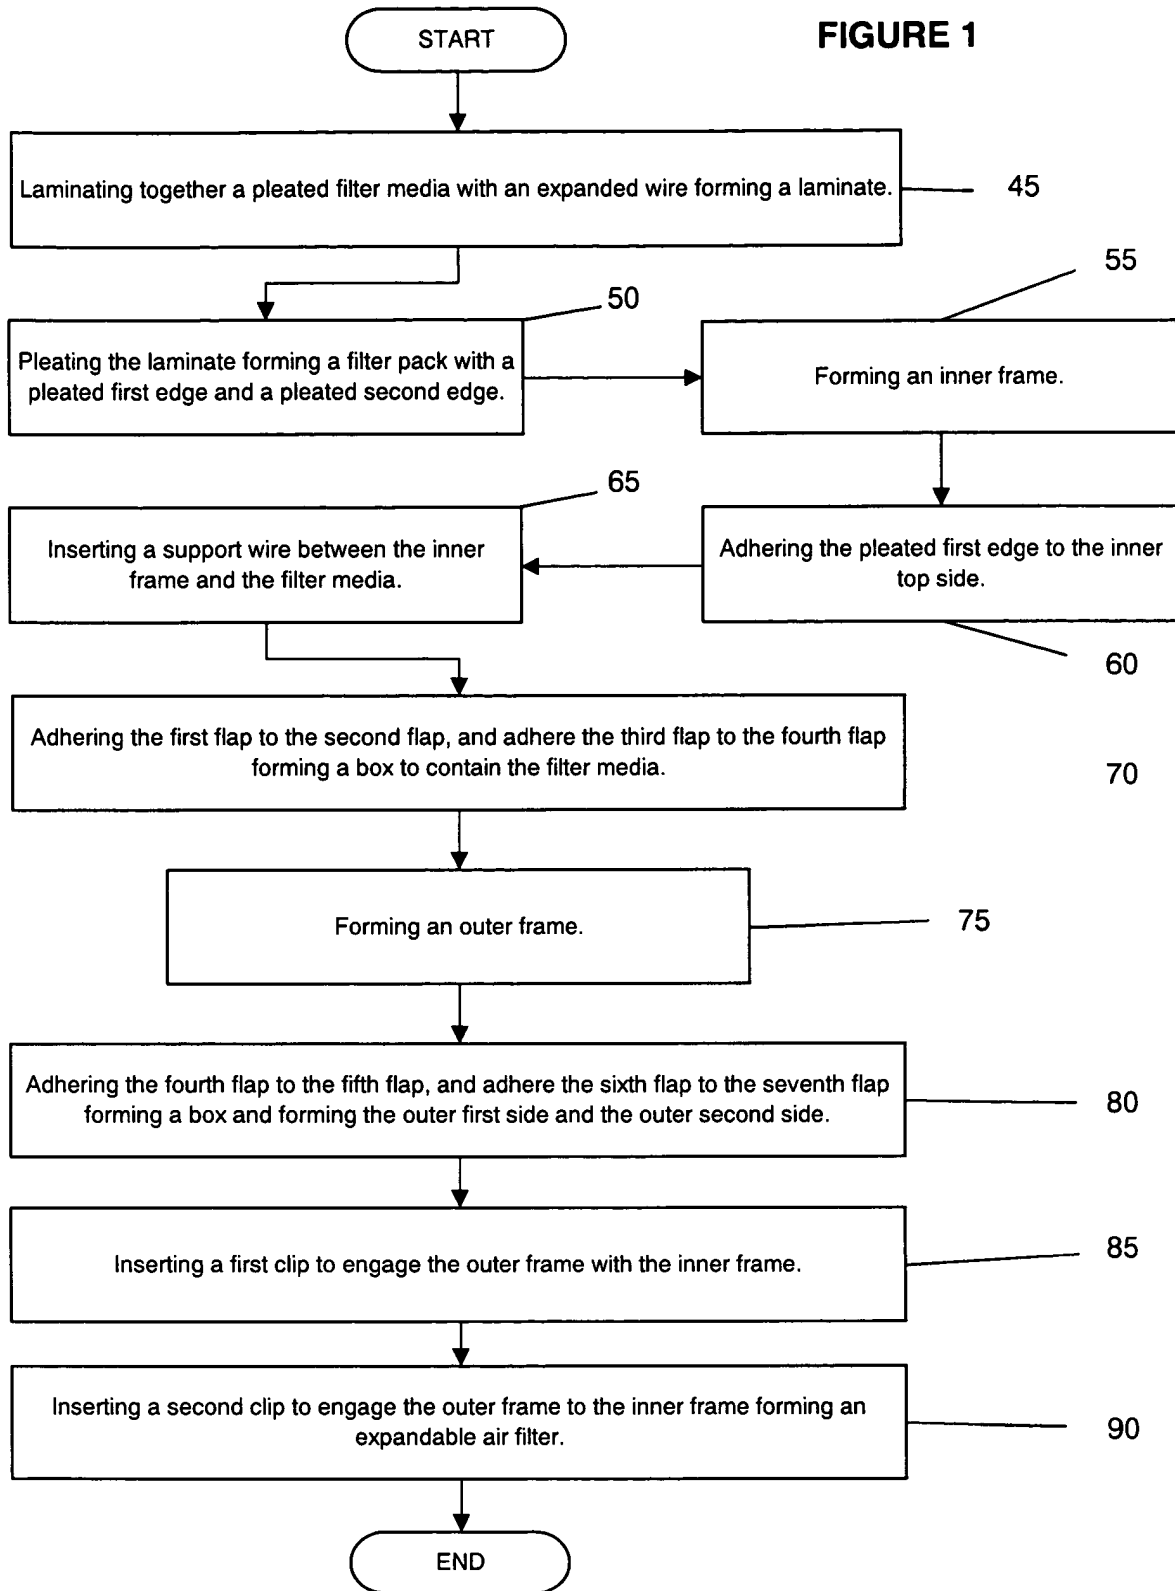 FIGURE 1
START
Laminating together a pleated filter media with an expanded wire forming a laminate.
45
50
Pleating the laminate forming a filter pack with a
pleated first edge and a pleated second edge.
55
Forming an inner frame.
Adhering the pleated first edge to the inner
top side.
60
65
Inserting a support wire between the inner
frame and the filter media.
Adhering the first flap to the second flap, and adhere the third flap to the fourth flap
forming a box to contain the filter media.
70
Forming an outer frame.
75
Adhering the fourth flap to the fifth flap, and adhere the sixth flap to the seventh flap
forming a box and forming the outer first side and the outer second side.
80
Inserting a first clip to engage the outer frame with the inner frame.
85
Inserting a second clip to engage the outer frame to the inner frame forming an
expandable air filter.
90
END